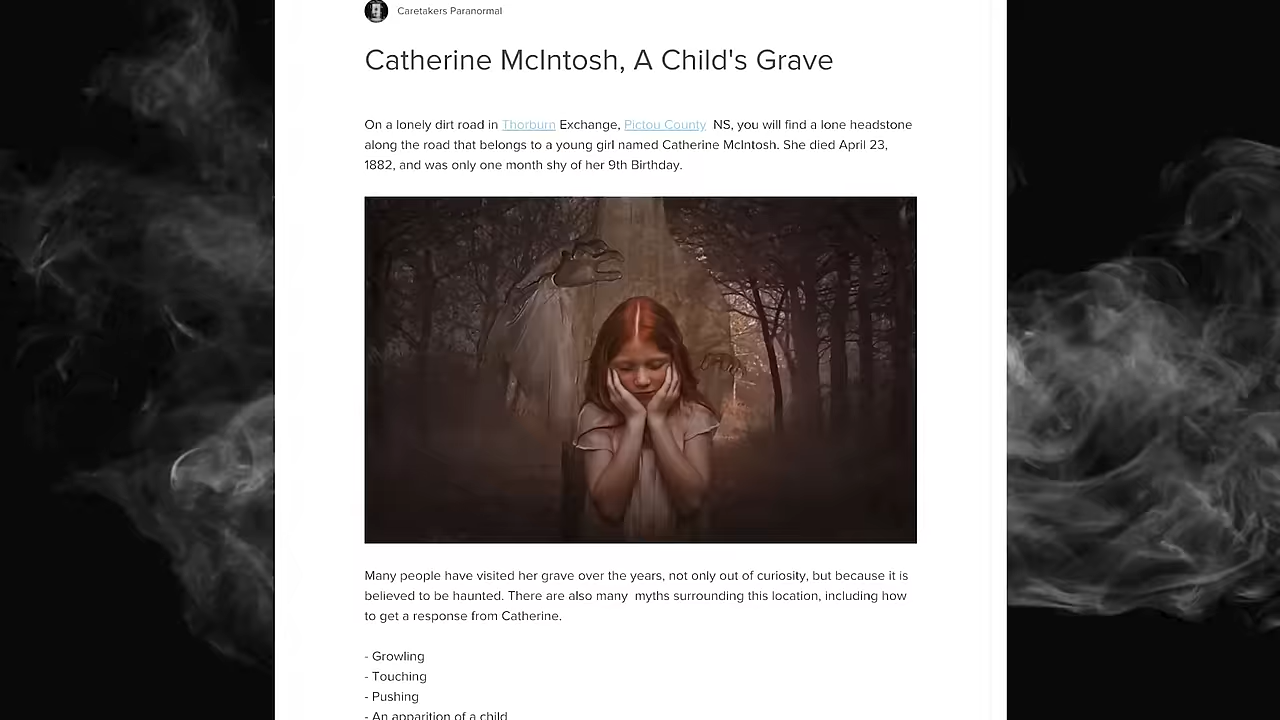 Caretakers Paranormal
Catherine McIntosh, A Child's Grave
On a lonely dirt road in Thorburn Exchange, Pictou County  NS, you will find a lone headstone
along the road that belongs to a young girl named Catherine McIntosh. She died April 23,
1882, and was only one month shy of her 9th Birthday.
Many people have visited her grave over the years, not only out of curiosity, but because it is
believed to be haunted. There are also many  myths surrounding this location, including how
to get a response from Catherine.
- Growling
- Touching
- Pushing
- An apparition of a child